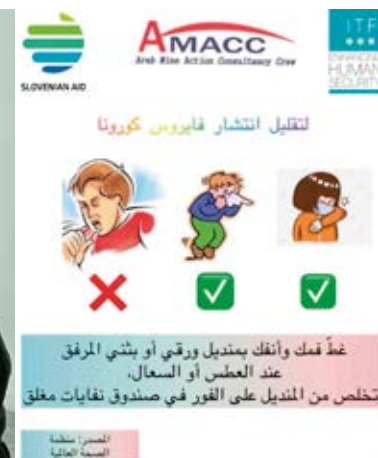 SLOVENIAN AID
AMACC
Arab Mine Action Consultancy Crew
ITF
ENHANCING
HUMAN
SECURITY
لتقليل انتشار فايروس كورونا
غطّ فمك وأنفك بمنديل ورقي أو بثني المرفق
عند العطس أو السعال،
تخلص من المنديل على الفور في صندوق نفايات مغلق
المصدر: منظمة
الصحة العالمية